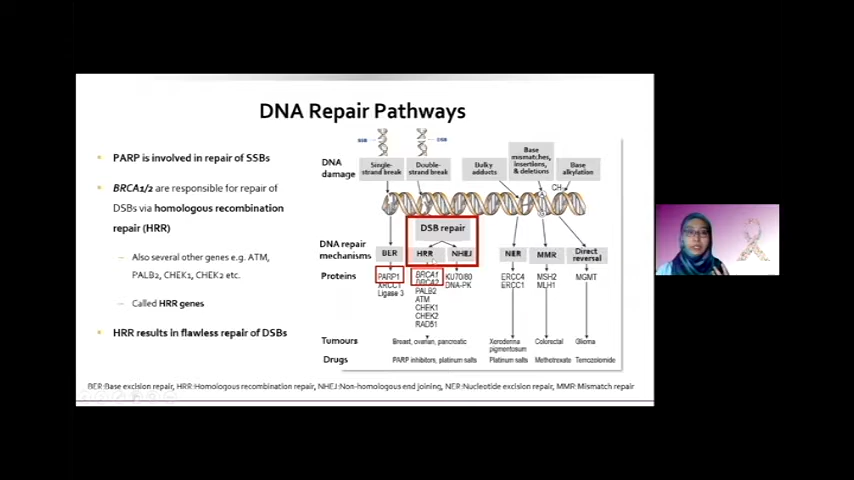 DNA Repair Pathways
PARP is involved in repair of SSBs
BRCA1/2 are responsible for repair of
DSBs via homologous recombination
repair (HRR)
Also several other genes e.g. ATM,
PALB2, CHEK1, CHEK2 etc.
Called HRR genes
HRR results in flawless repair of DSBs
SSB
DSB
DNA
damage
Single-
strand break
Double-
strand break
Bulky
adducts
Base
mismatches,
insertions,
& deletions
Base
alkylation
CH
DSB repair
DNA repair
mechanisms
BER
HRR
NHEJ
NER
MMR
Direct
reversal
Proteins
PARP1
XRCC1
Ligase 3
BRCA1
BRCA2
PALB2
ATM
CHEK1
CHEK2
RAD51
KU70/80
DNA-PK
ERCC4
ERCC1
MSH2
MLH1
MGMT
Tumours
Breast, ovarian, pancreatic
Xeroderma
pigmentosum
Colorectal
Glioma
Drugs
PARP inhibitors, platinum salts
Platinum salts
Methotrexate
Temozolomide
BER:Base excision repair, HRR:Homologous recombination repair, NHEJ:Non-homologous end joining, NER:Nucleotide excision repair, MMR:Mismatch repair